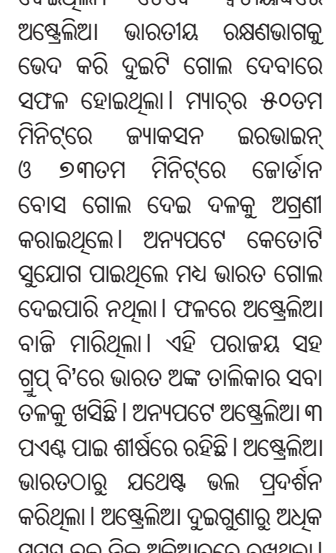 ଅଷ୍ଟ୍ରେଲିଆ ଭାରତୀୟ ରକ୍ଷଣଭାଗକୁ
ଭେଦ କରି ଦୁଇଟି ଗୋଲ ଦେବାରେ
ସଫଳ ହୋଇଥିଲା। ମ୍ୟାଚ୍‌ର ୫୦ତମ
ମିନିଟ୍‌ରେ ଜ୍ୟାକସନ ଇରଭାଇନ୍
ଓ ୭୩ତମ ମିନିଟ୍‌ରେ ଜୋର୍ଡାନ
ବୋସ ଗୋଲ ଦେଇ ଦଳକୁ ଅଗ୍ରଣୀ
କରାଇଥିଲେ। ଅନ୍ୟପଟେ କେତୋଟି
ସୁଯୋଗ ପାଇଥିଲେ ମଧ୍ୟ ଭାରତ ଗୋଲ
ଦେଇପାରି ନଥିଲା। ଫଳରେ ଅଷ୍ଟ୍ରେଲିଆ
ବାଜି ମାରିଥିଲା। ଏହି ପରାଜୟ ସହ
ଗ୍ରୁପ୍ ବି'ରେ ଭାରତ ଅଙ୍କ ତାଲିକାର ସବା
ତଳକୁ ଖସିଛି। ଅନ୍ୟପଟେ ଅଷ୍ଟ୍ରେଲିଆ ୩
ପଏଣ୍ଟ ପାଇ ଶୀର୍ଷରେ ରହିଛି। ଅଷ୍ଟ୍ରେଲିଆ
ଭାରତଠାରୁ ଯଥେଷ୍ଟ ଭଲ ପ୍ରଦର୍ଶନ
କରିଥିଲା। ଅଷ୍ଟ୍ରେଲିଆ ଦୁଇଗୁଣାରୁ ଅଧିକ